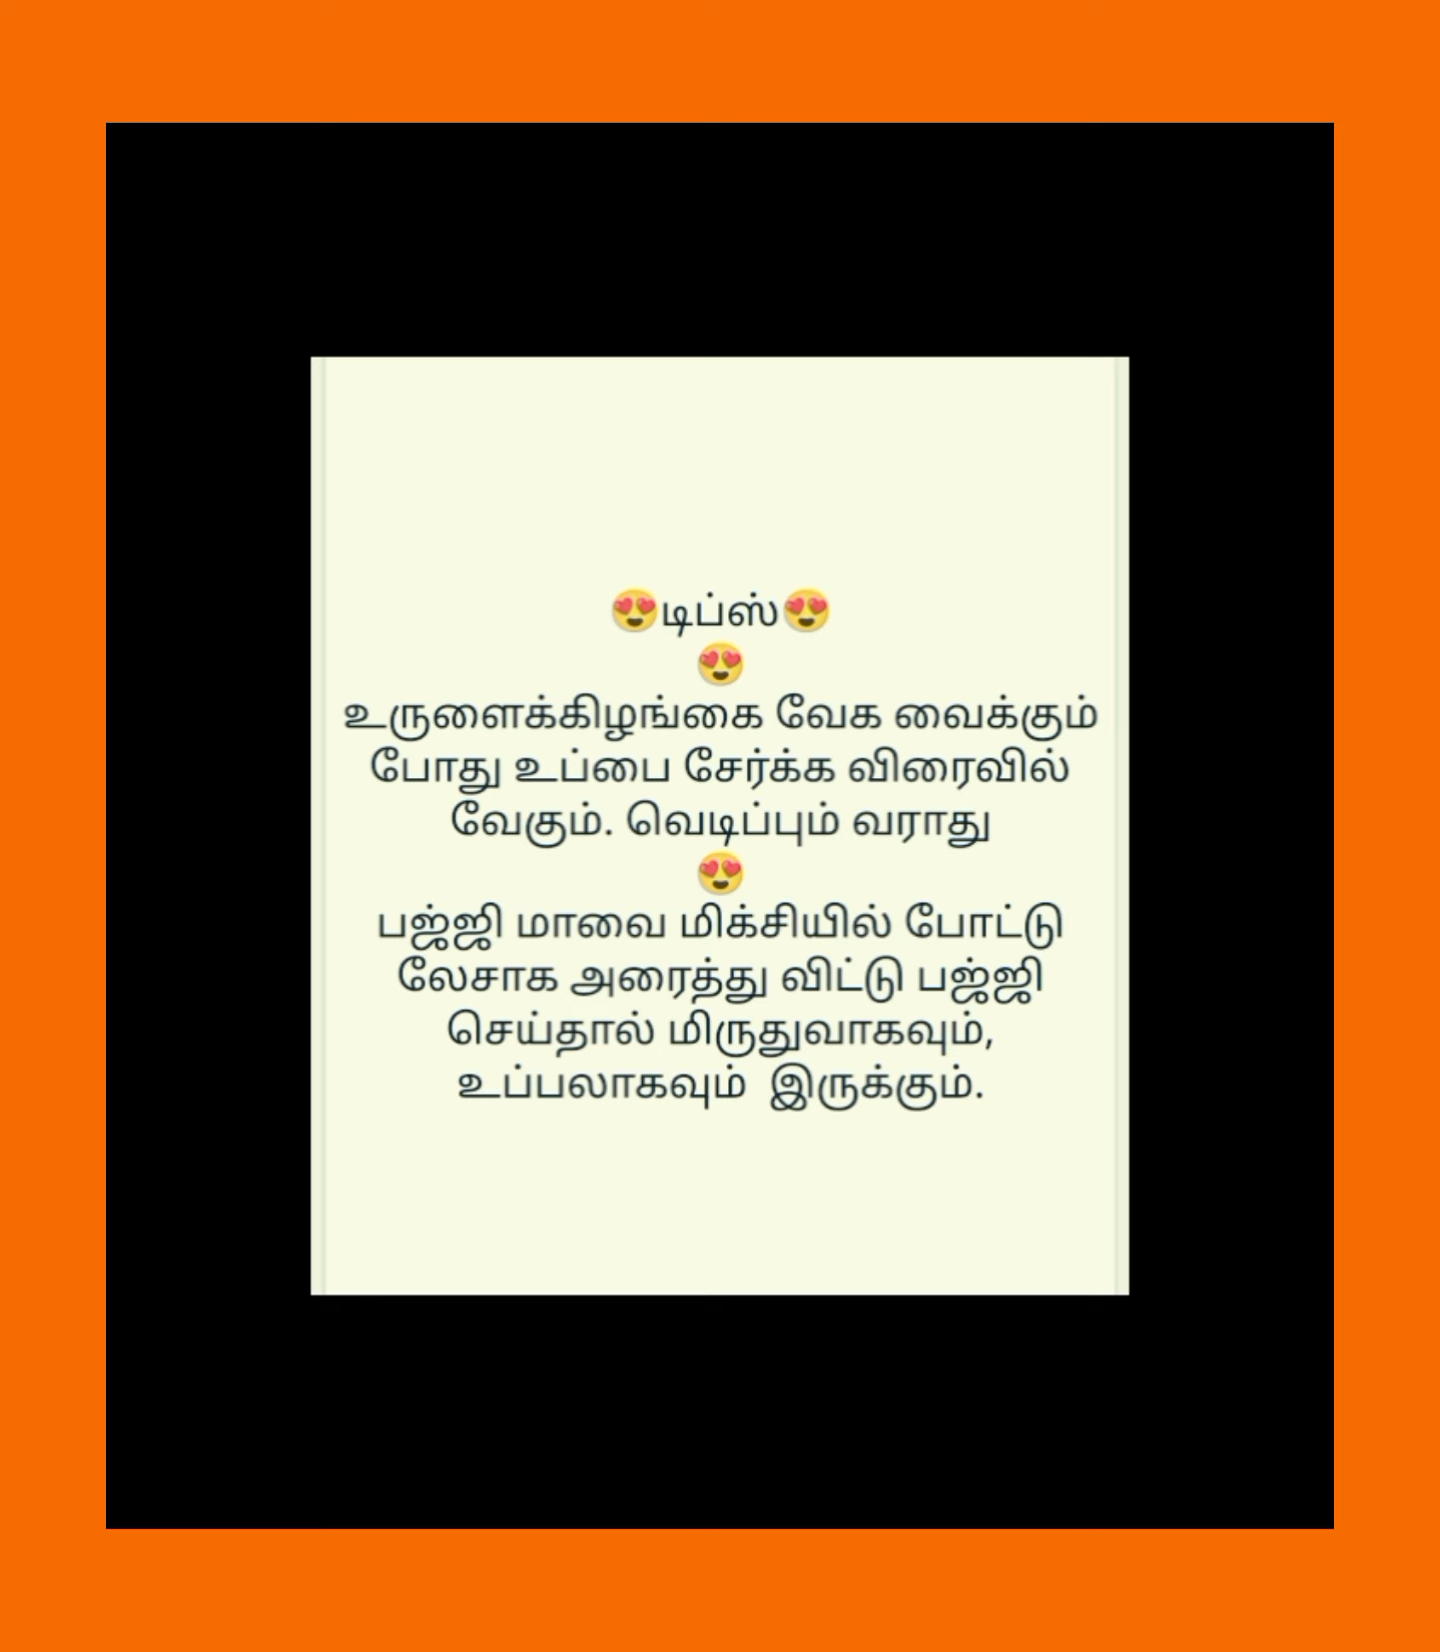 😍டிப்ஸ்😍
😍
உருளைக்கிழங்கை வேக வைக்கும்
போது உப்பை சேர்க்க விரைவில்
வேகும். வெடிப்பும் வராது
😍
பஜ்ஜி மாவை மிக்சியில் போட்டு
லேசாக அரைத்து விட்டு பஜ்ஜி
செய்தால் மிருதுவாகவும்,
உப்பலாகவும்  இருக்கும்.